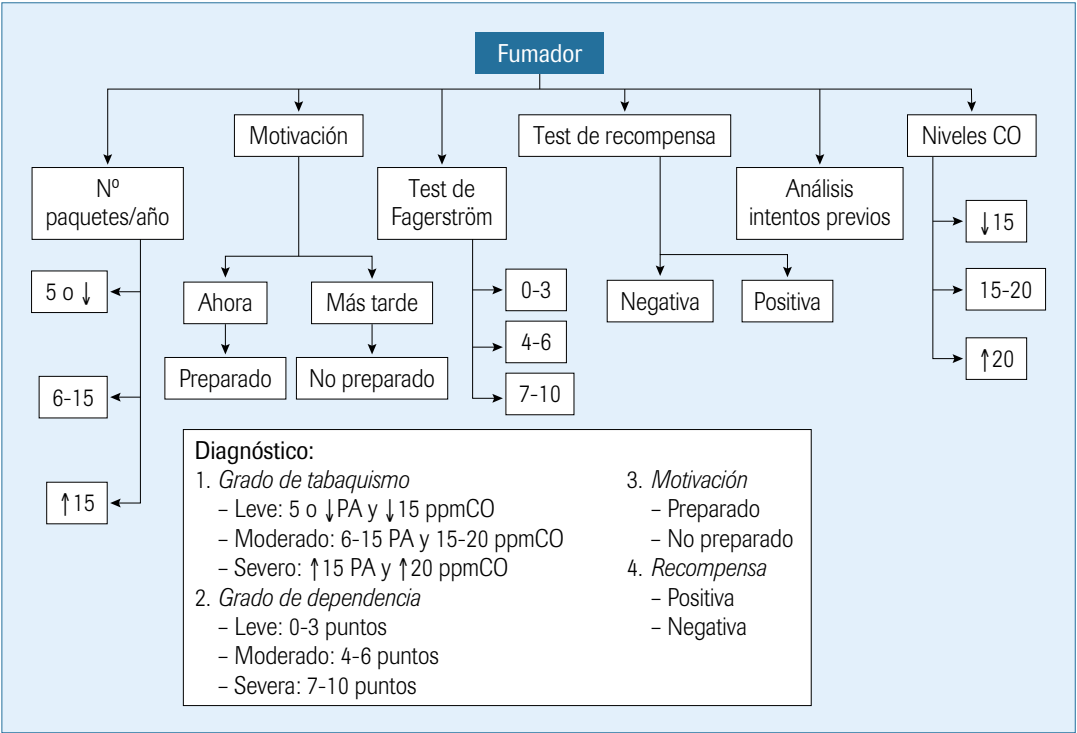 Fumador
Motivación
Test de recompensa
Niveles CO
Nº
paquetes/año
Test de
Fagerström
Análisis
intentos previos
↓15
5 o ↓
Ahora
Más tarde
0-3
Negativa
Positiva
15-20
4-6
Preparado
No preparado
↑20
6-15
7-10
↑15
Diagnóstico:
1. Grado de tabaquismo
– Leve: 5 o ↓PA y ↓15 ppmCO
– Moderado: 6-15 PA y 15-20 ppmCO
– Severo: ↑15 PA y ↑20 ppmCO
2. Grado de dependencia
– Leve: 0-3 puntos
– Moderado: 4-6 puntos
– Severa: 7-10 puntos
3. Motivación
– Preparado
– No preparado
4. Recompensa
– Positiva
– Negativa